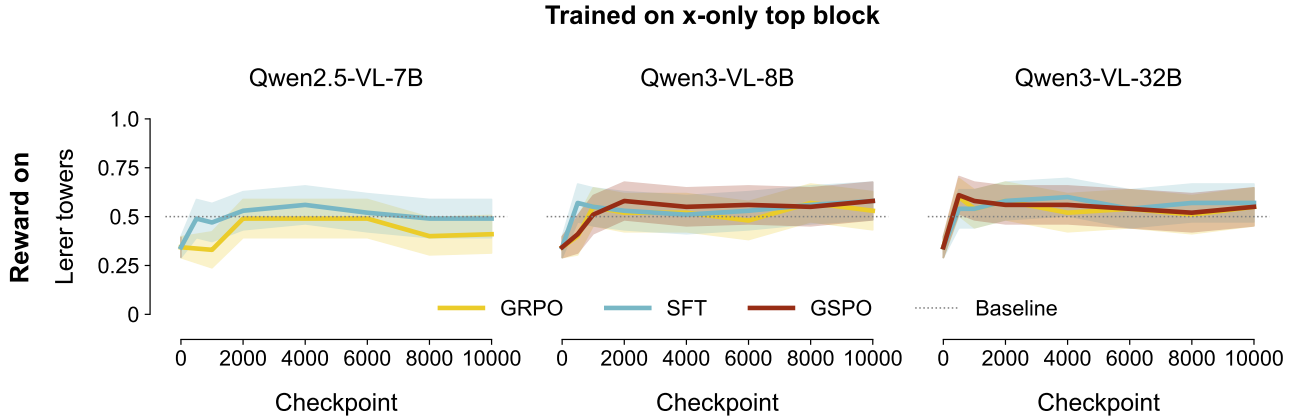 Trained on x-only top block
Qwen2.5-VL-7B
Qwen3-VL-8B
Qwen3-VL-32B
Reward on
Lerer towers
1.0
0.75
0.5
0.25
0
GRPO
SFT
GSPO
Baseline
0 2000 4000 6000 8000 10000
0 2000 4000 6000 8000 10000
0 2000 4000 6000 8000 10000
Checkpoint
Checkpoint
Checkpoint